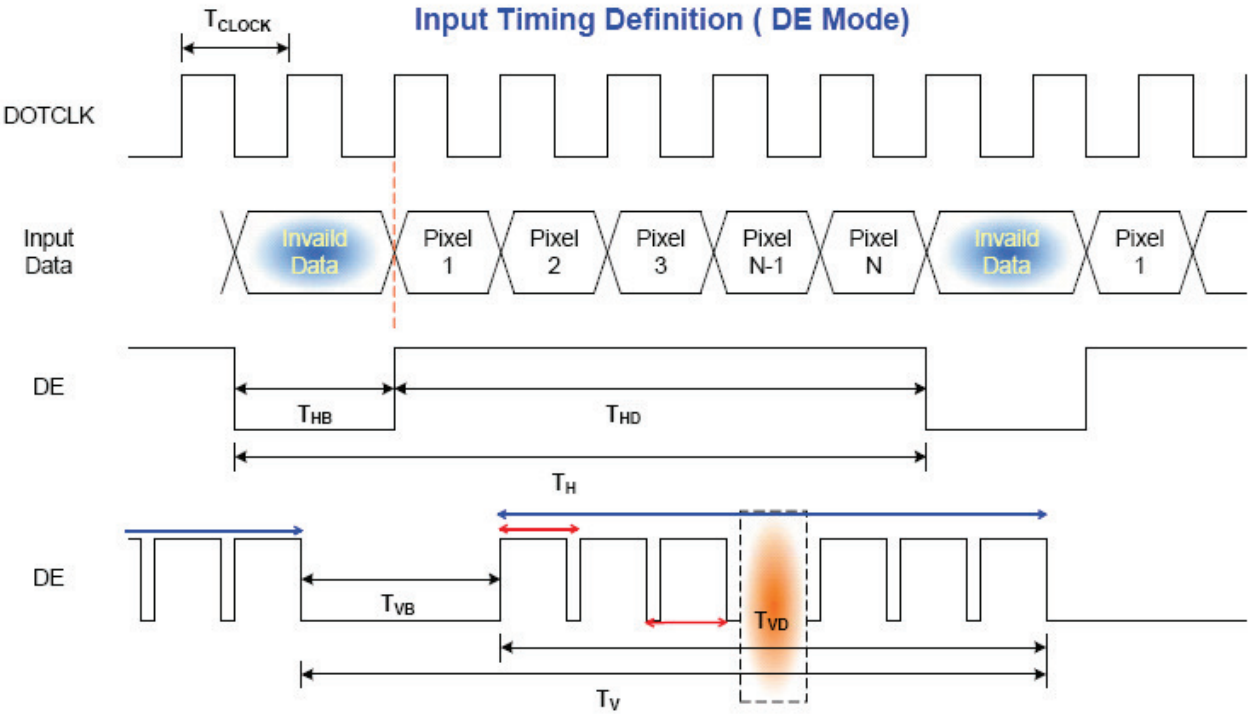 Input Timing Definition ( DE Mode)
TCLOCK
DOTCLK
Input
Data
Invaild
Data
Pixel
1
Pixel
2
Pixel
3
Pixel
N-1
Pixel
N
Invaild
Data
Pixel
1
DE
THB
THD
TH
DE
TVB
TVD
TV